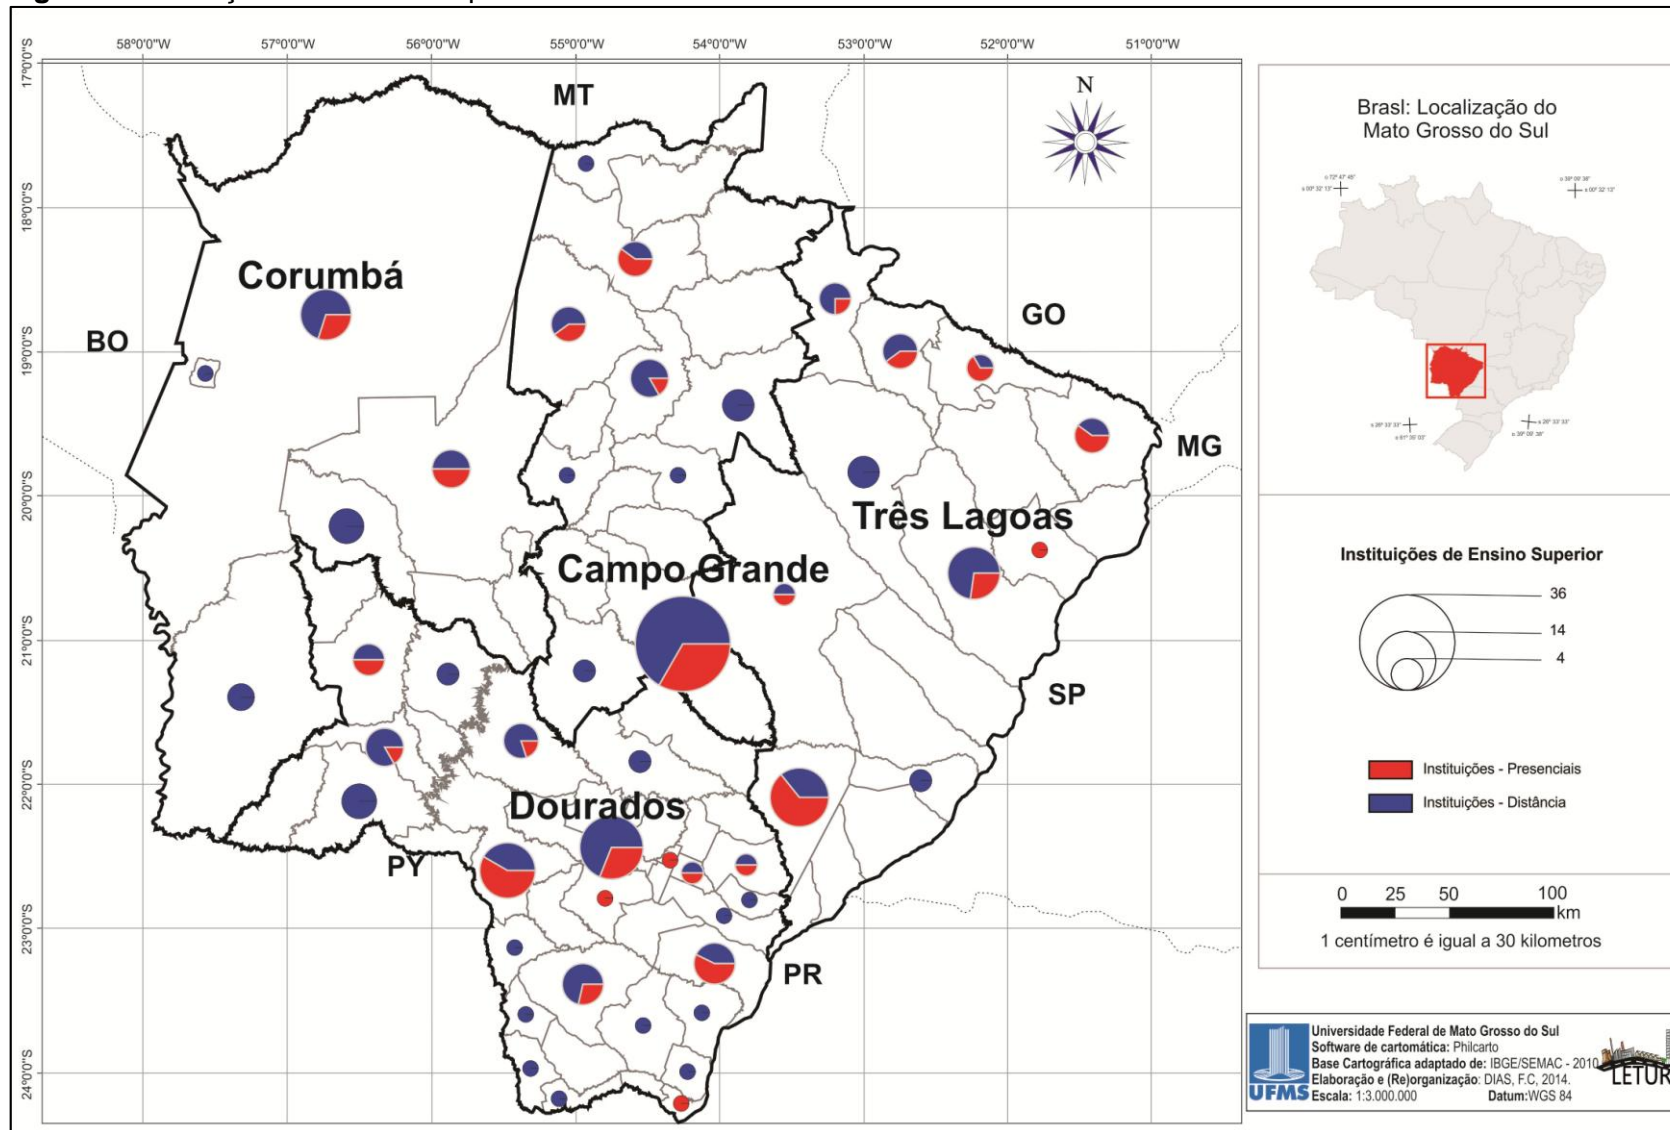 58°0'0"W 57°0'0"W 56°0'0"W 55°0'0"W 54°0'0"W 53°0'0"W 52°0'0"W 51°0'0"W
17°0'0"S
18°0'0"S
19°0'0"S
20°0'0"S
21°0'0"S
22°0'0"S
23°0'0"S
24°0'0"S
MT
N
Corumbá
GO
BO
MG
Três Lagoas
Campo Grande
SP
Dourados
PY
PR
Brasl: Localização do
Mato Grosso do Sul
Instituições de Ensino Superior
36
14
4
Instituições - Presenciais
Instituições - Distância
0 25 50 100
km
1 centímetro é igual a 30 kilometros
UFMS
Universidade Federal de Mato Grosso do Sul
Software de cartomática: Philcarto
Base Cartográfica adaptado de: IBGE/SEMAC - 2010
Elaboração e (Re)organização: DIAS, F.C, 2014.
Escala: 1:3.000.000 Datum:WGS 84
LETUR